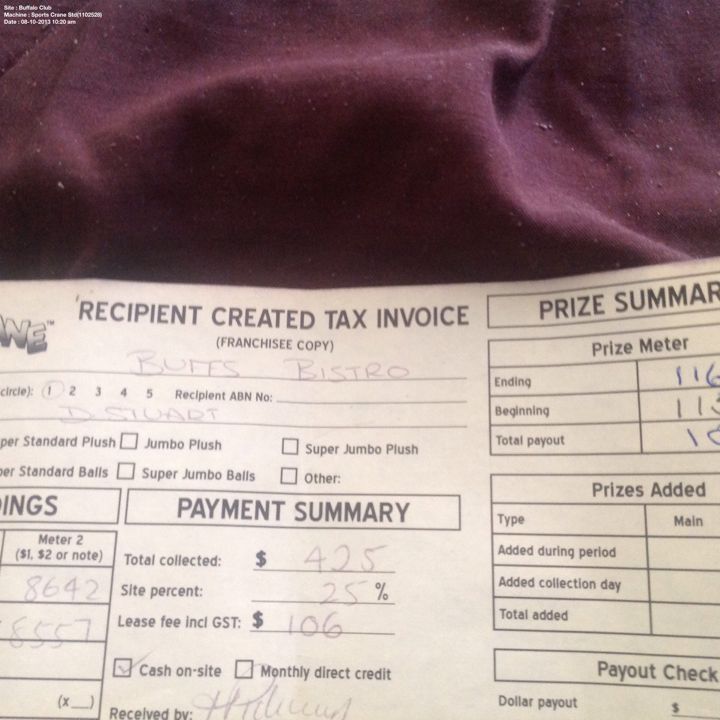 Site : Buffalo Club
Machine : Sports Crane Std(1102528)
Date : 08-10-2013 10:20 am
RECIPIENT CREATED TAX INVOICE
(FRANCHISEE COPY)
BUFFS BISTRO
circle): 1 2 3 4 5 Recipient ABN No:
D. STUART
per Standard Plush Jumbo Plush Super Jumbo Plush
per Standard Balls Super Jumbo Balls Other:
DINGS
Meter 2
($1, $2 or note)
8642
8557
(x__)
PAYMENT SUMMARY
Total collected: $ 425
Site percent: 25 %
Lease fee incl GST: $ 106
Cash on-site Monthly direct credit
Received by:
PRIZE SUMMAR
Prize Meter
Ending 116
Beginning 11
Total payout 1
Prizes Added
Type Main
Added during period
Added collection day
Total added
Payout Check
Dollar payout $